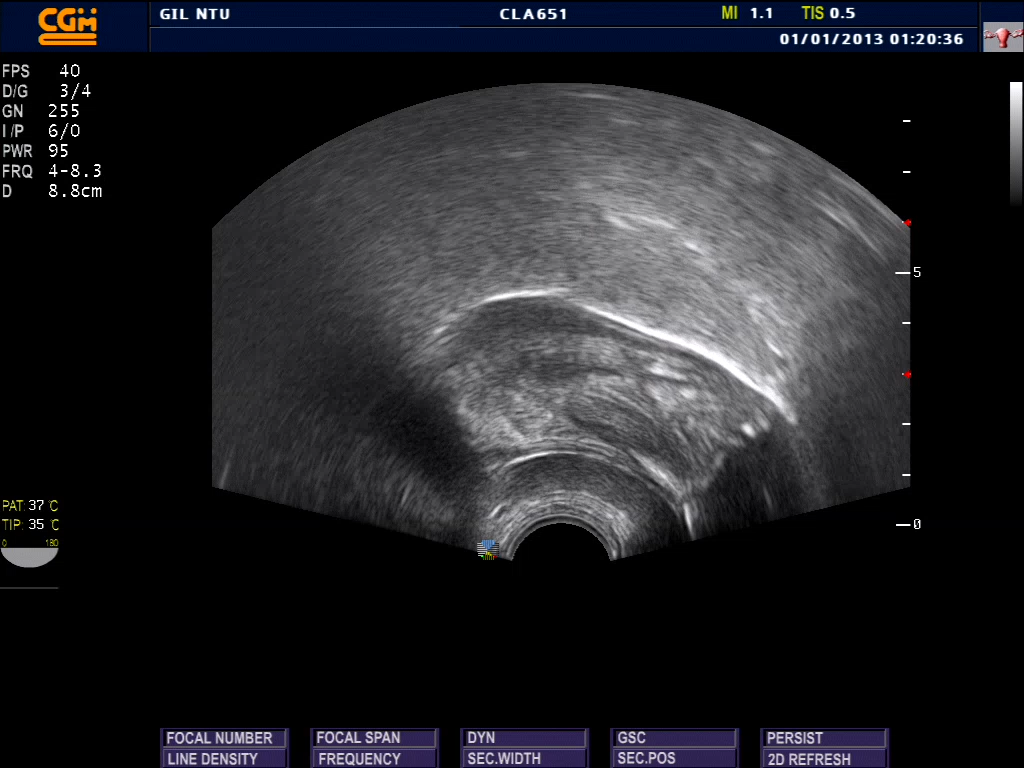 CGM
GIL NTU CLA651 MI 1.1 TIS 0.5
01/01/2013 01:20:36
FPS 40
D/G 3/4
GN 255
I/P 6/0
PWR 95
FRQ 4-8.3
D 8.8cm
5
PAT: 37 °C
TIP: 35 °C
0 180
0
FOCAL NUMBER FOCAL SPAN DYN GSC PERSIST
LINE DENSITY FREQUENCY SEC.WIDTH SEC.POS 2D REFRESH